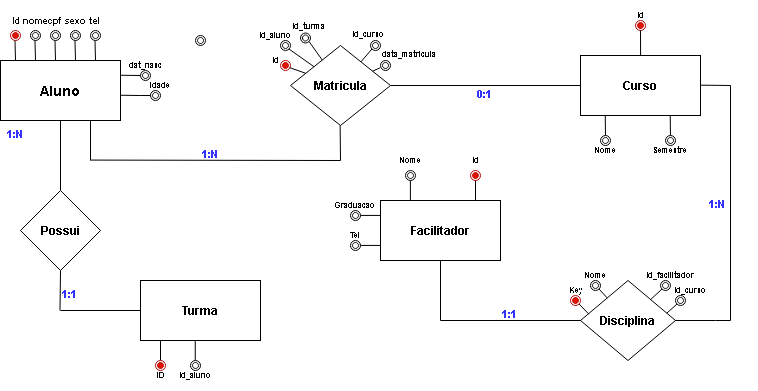 Id nomecpf sexo tel
dat_nasc
Idade
Aluno
1:N
1:N
Id_aluno
Id_turma
Id_curso
data_matricula
Id
Matricula
0:1
Id
Curso
Nome
Semestre
1:N
Possui
1:1
Turma
ID
Id_aluno
Nome
Id
Graduacao
Tel
Facilitador
1:1
Nome
Key
Id_facilitador
Id_curso
Disciplina